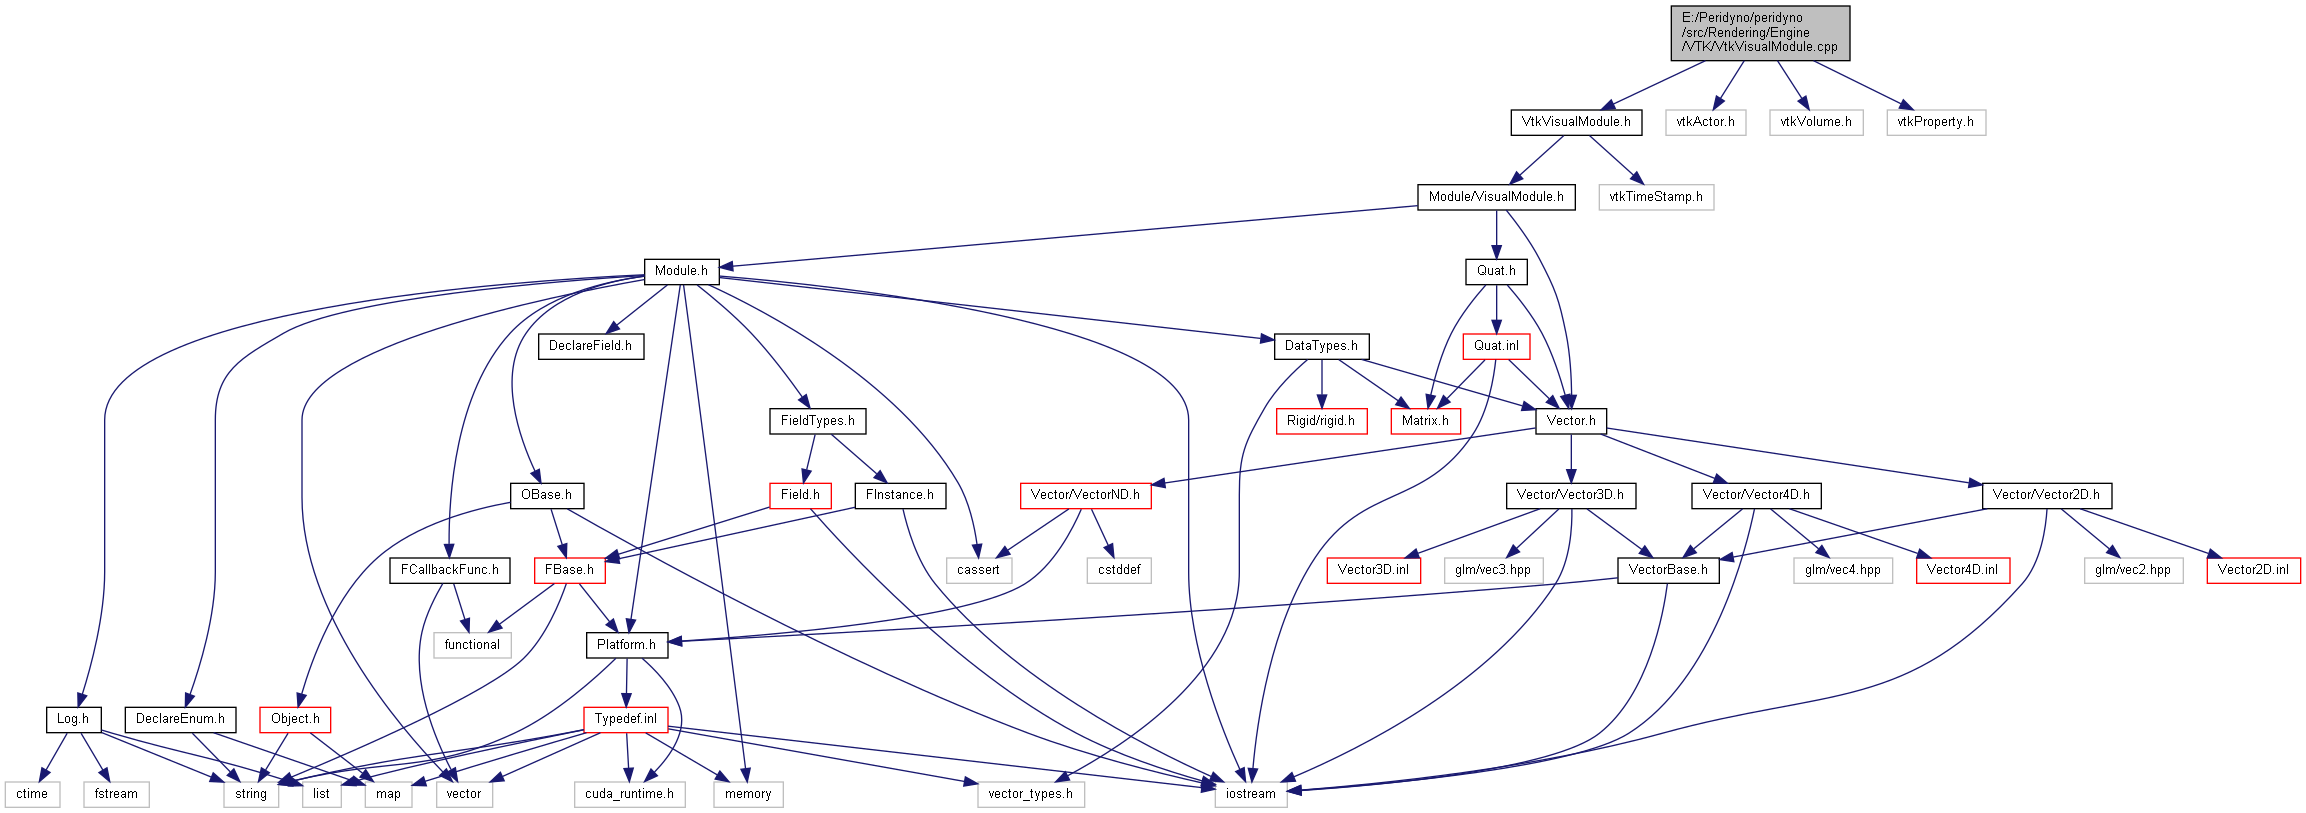 E:/Peridyno/peridyno
/src/Rendering/Engine
/VTK/VtkVisualModule.cpp
VtkVisualModule.h
vtkActor.h
vtkVolume.h
vtkProperty.h
Module/VisualModule.h
vtkTimeStamp.h
Module.h
Quat.h
DeclareField.h
DataTypes.h
Quat.inl
FieldTypes.h
Rigid/rigid.h
Matrix.h
Vector.h
OBase.h
Field.h
FInstance.h
Vector/VectorND.h
Vector/Vector3D.h
Vector/Vector4D.h
Vector/Vector2D.h
FCallbackFunc.h
FBase.h
cassert
cstddef
Vector3D.inl
glm/vec3.hpp
VectorBase.h
glm/vec4.hpp
Vector4D.inl
glm/vec2.hpp
Vector2D.inl
functional
Platform.h
Log.h
DeclareEnum.h
Object.h
Typedef.inl
ctime
fstream
string
list
map
vector
cuda_runtime.h
memory
vector_types.h
iostream